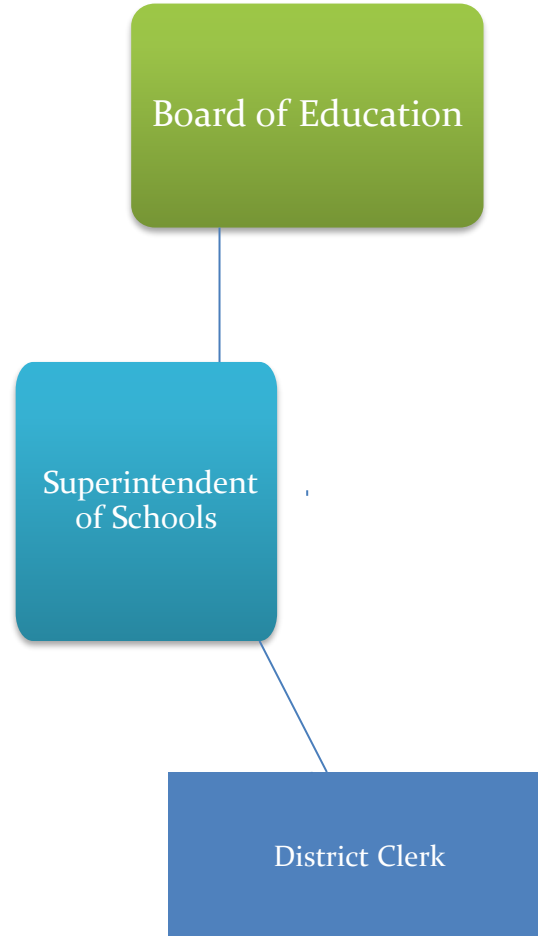 Board of Education
Superintendent
of Schools
District Clerk